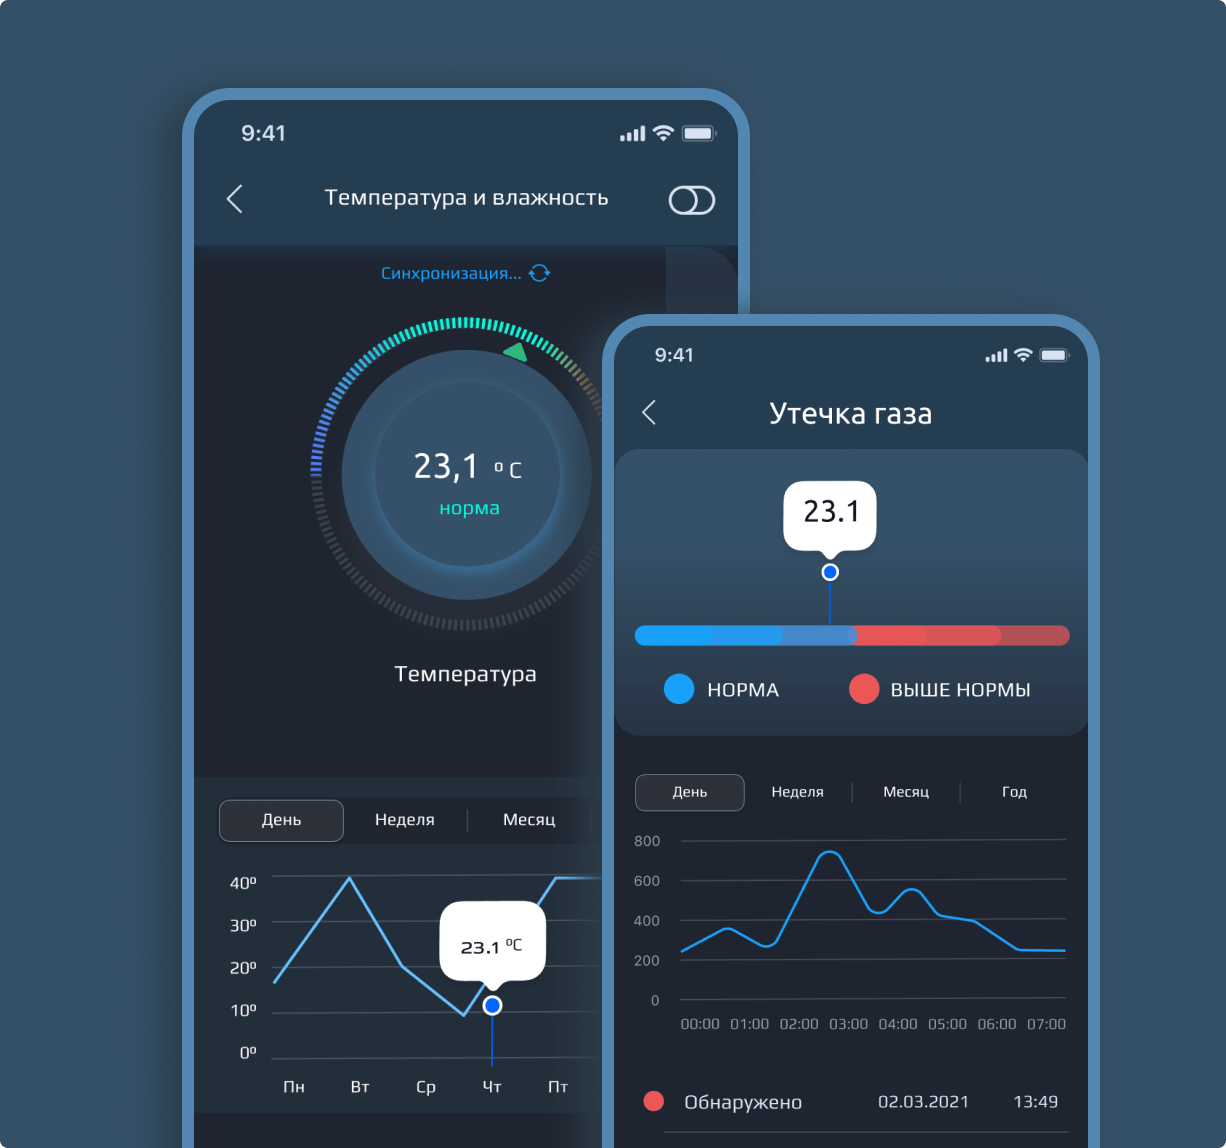 9:41
Температура и влажность
Синхронизация...
23,1 º C
норма
Температура
День Неделя Месяц
40º
30º
20º
10º
0º
23.1 ºC
Пн Вт Ср Чт Пт
9:41
Утечка газа
23.1
НОРМА ВЫШЕ НОРМЫ
День Неделя Месяц Год
800
600
400
200
0
00:00 01:00 02:00 03:00 04:00 05:00 06:00 07:00
Обнаружено 02.03.2021 13:49